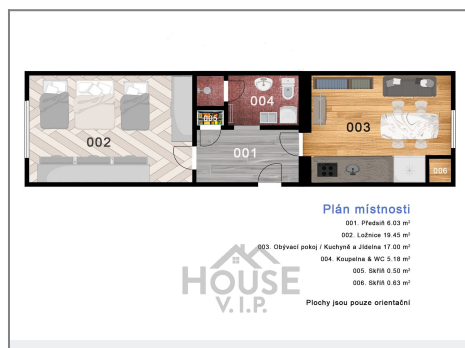 004
005
002
001
003
006
Plán místnosti
001. Předsíň 6.03 m²
002. Ložnice 19.45 m²
003. Obývací pokoj / Kuchyně a Jídelna 17.00 m²
004. Koupelna & WC 5.18 m²
005. Skříň 0.50 m²
006. Skříň 0.63 m²
HOUSE
V.I.P.
Plochy jsou pouze orientační